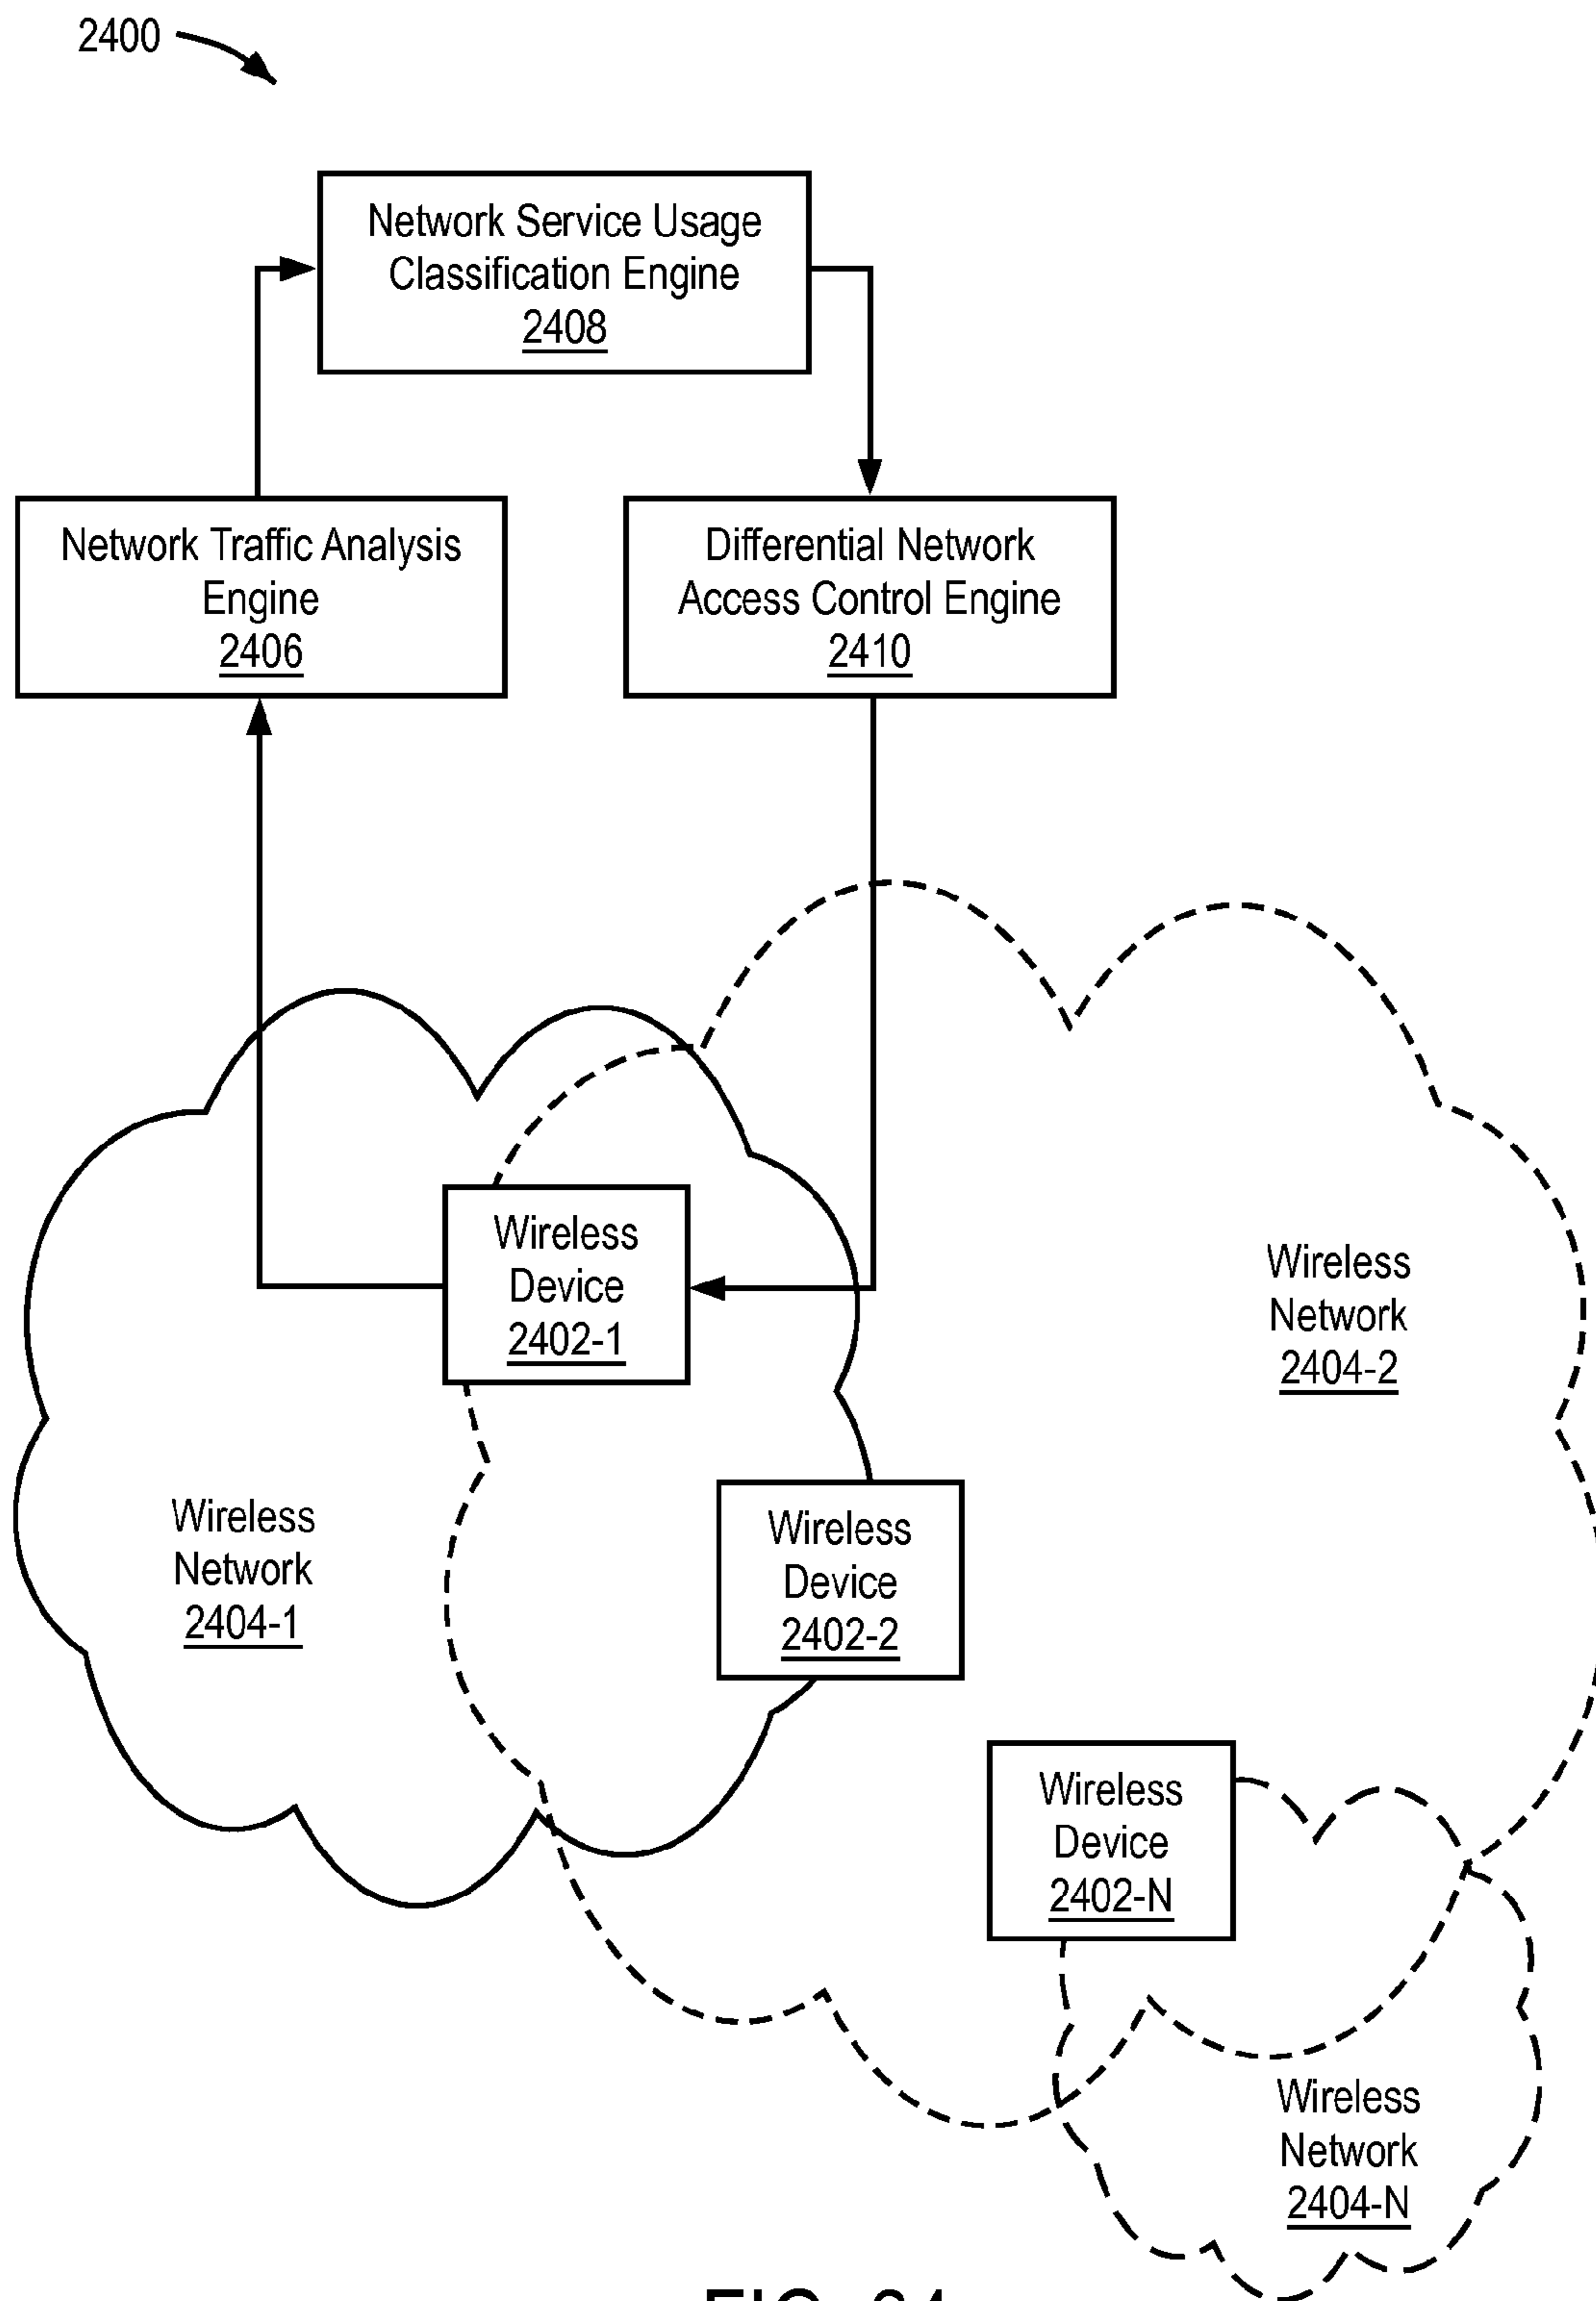 2400
Network Service Usage
Classification Engine
2408
Network Traffic Analysis
Engine
2406
Differential Network
Access Control Engine
2410
Wireless
Device
2402-1
Wireless
Network
2404-2
Wireless
Network
2404-1
Wireless
Device
2402-2
Wireless
Device
2402-N
Wireless
Network
2404-N
FIG. 24